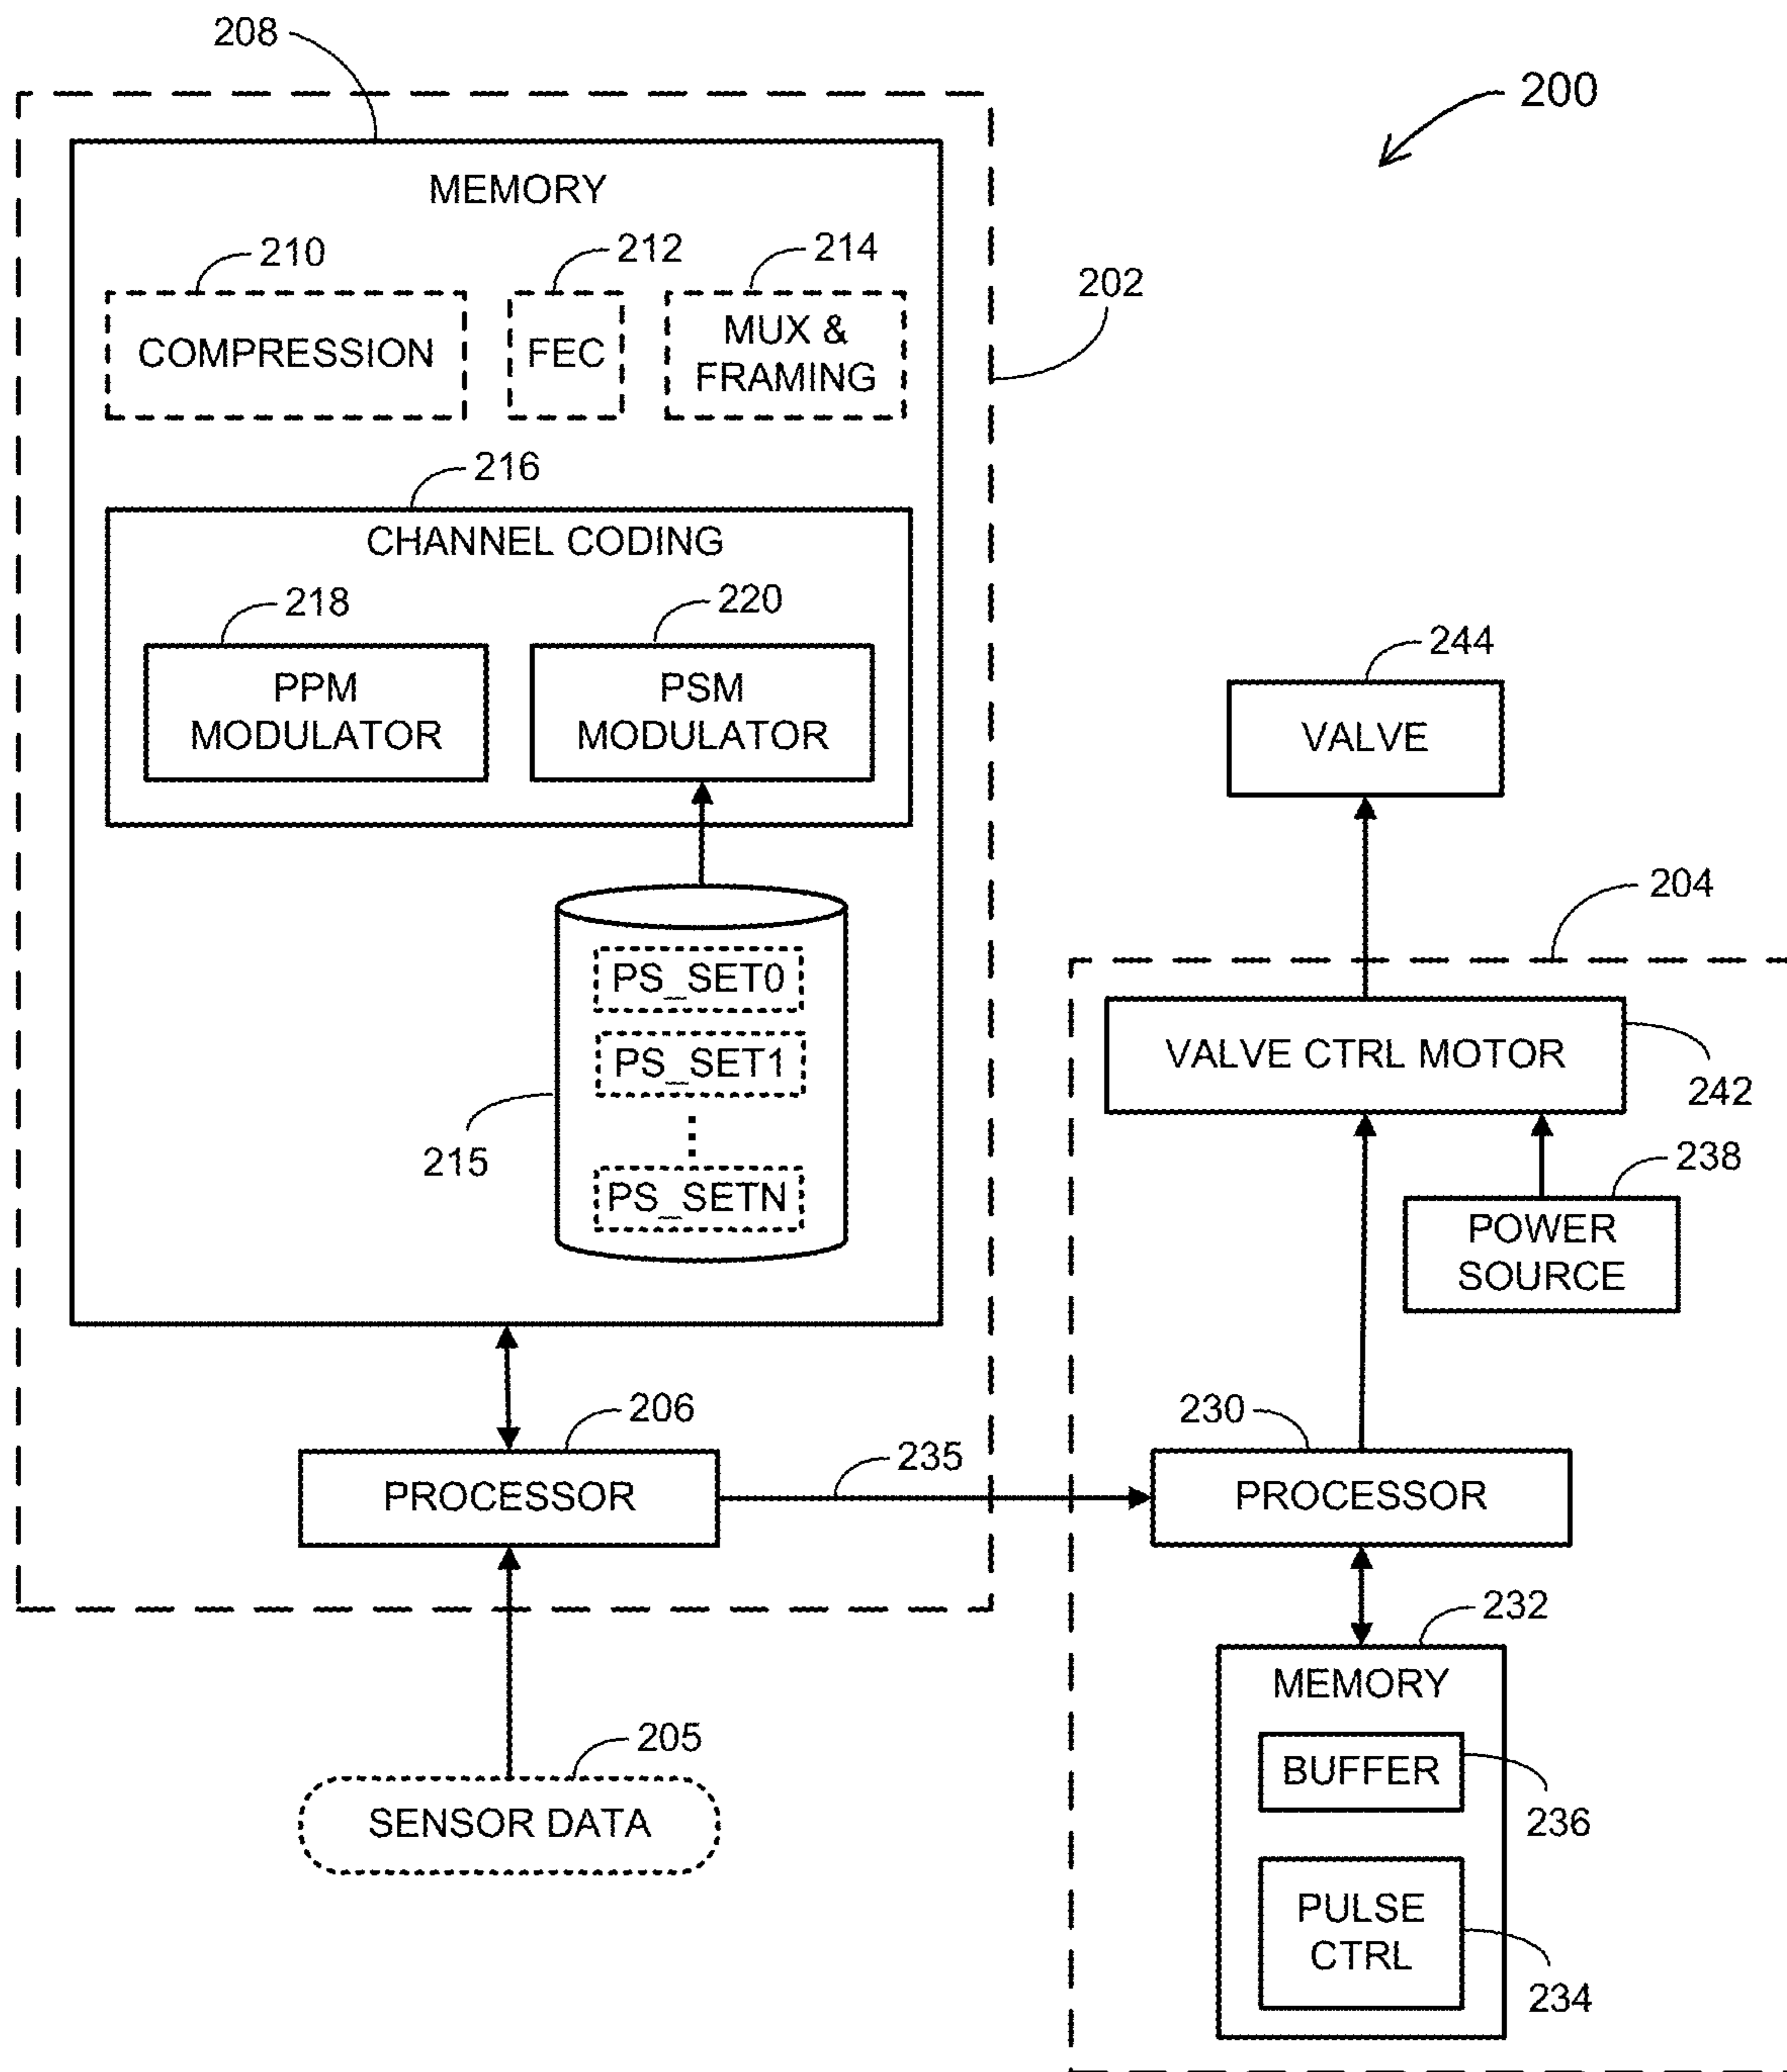 208
200
MEMORY
210
212
214
202
COMPRESSION
FEC
MUX &
FRAMING
216
CHANNEL CODING
218
220
PPM
MODULATOR
PSM
MODULATOR
244
VALVE
204
PS_SET0
PS_SET1
PS_SETN
215
VALVE CTRL MOTOR
242
238
POWER
SOURCE
206
PROCESSOR
235
230
PROCESSOR
232
MEMORY
BUFFER
236
PULSE
CTRL
234
205
SENSOR DATA